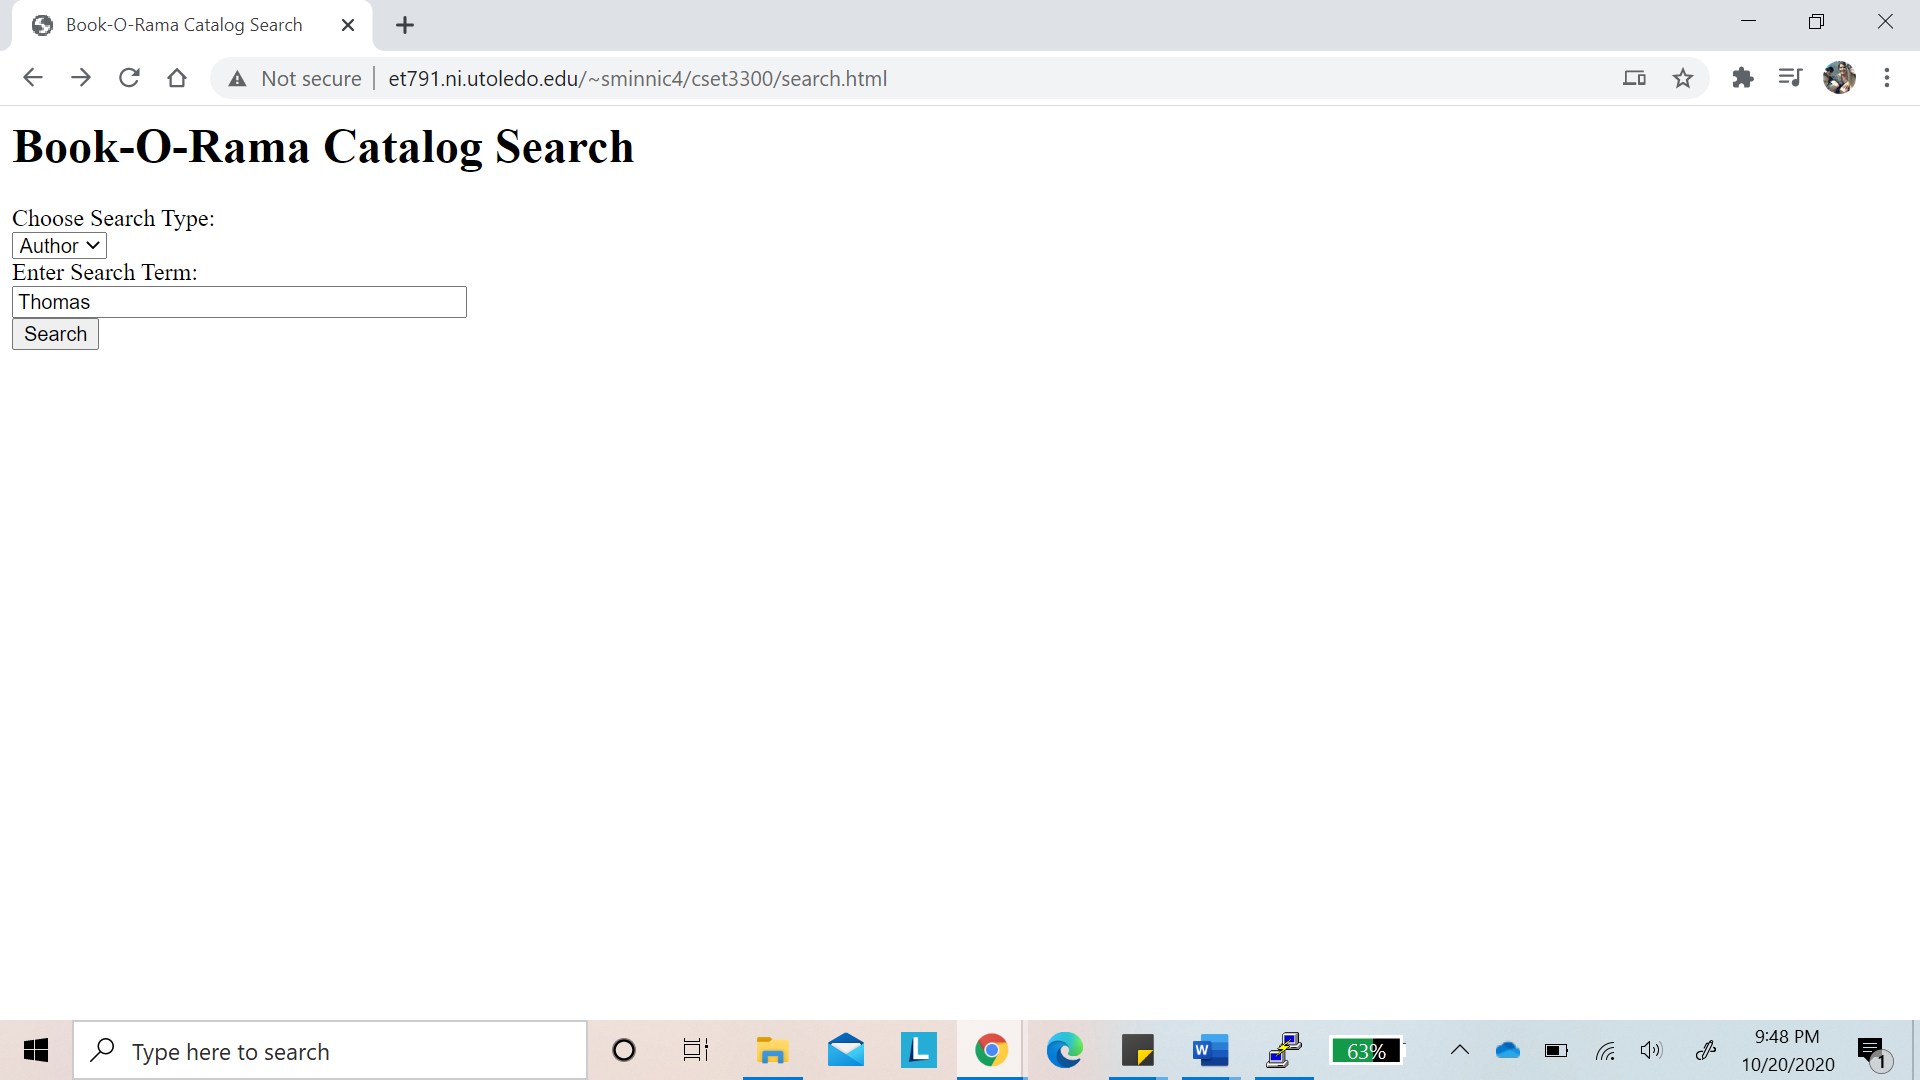 Book-O-Rama Catalog Search
Not secure
et791.ni.utoledo.edu/~sminnic4/cset3300/search.html
Book-O-Rama Catalog Search
Choose Search Type:
Author
Enter Search Term:
Thomas
Search
Type here to search
L
W
63%
9:48 PM
10/20/2020
1